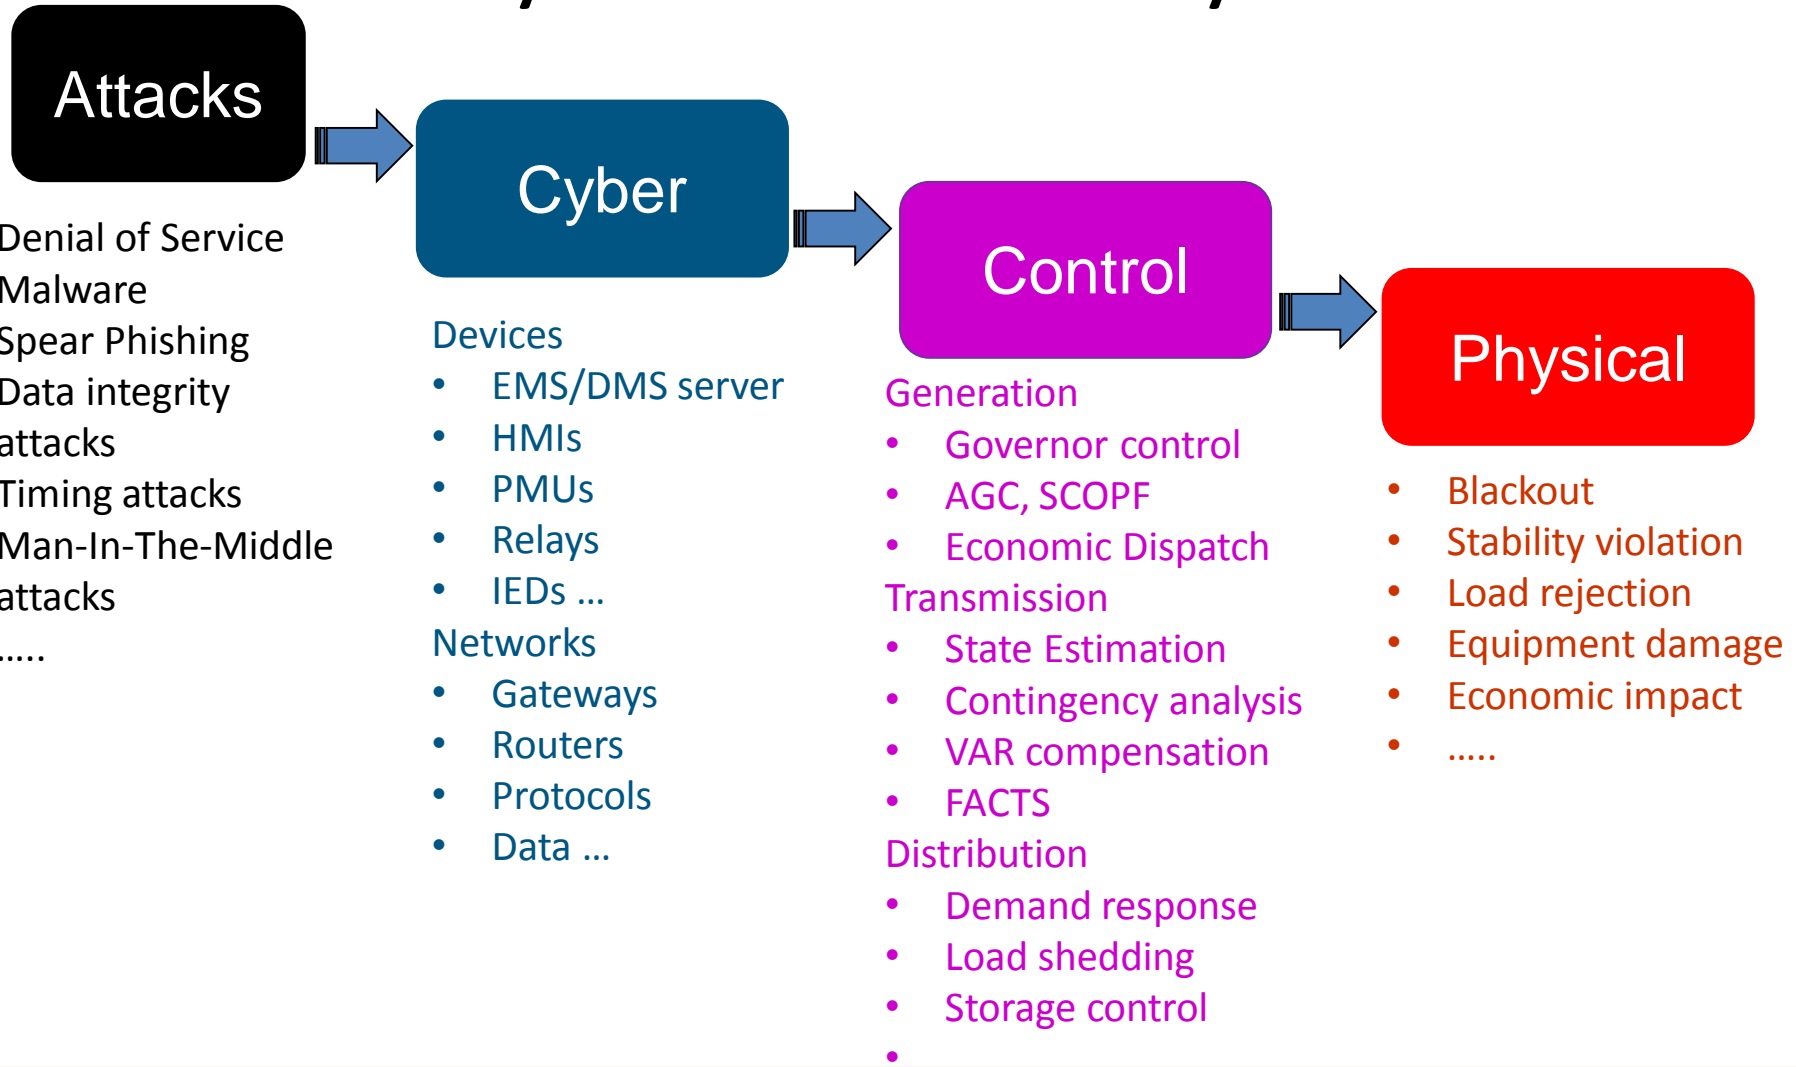 Attacks
Denial of Service
Malware
Spear Phishing
Data integrity
attacks
Timing attacks
Man-In-The-Middle
attacks
.....
Cyber
Devices
• EMS/DMS server
• HMIs
• PMUs
• Relays
• IEDs ...
Networks
• Gateways
• Routers
• Protocols
• Data ...
Control
Generation
• Governor control
• AGC, SCOPF
• Economic Dispatch
Transmission
• State Estimation
• Contingency analysis
• VAR compensation
• FACTS
Distribution
• Demand response
• Load shedding
• Storage control
•
Physical
• Blackout
• Stability violation
• Load rejection
• Equipment damage
• Economic impact
• .....